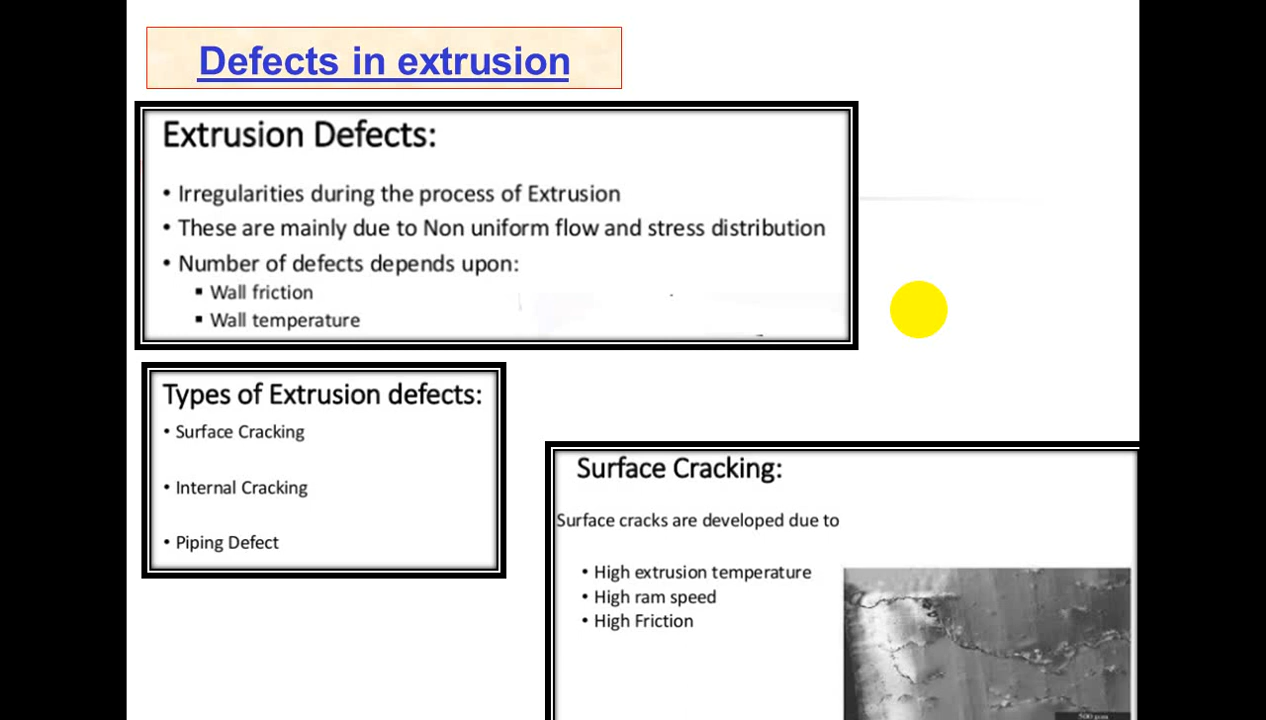 Defects in extrusion
Extrusion Defects:
• Irregularities during the process of Extrusion
• These are mainly due to Non uniform flow and stress distribution
• Number of defects depends upon:
▪ Wall friction
▪ Wall temperature
Types of Extrusion defects:
• Surface Cracking
• Internal Cracking
• Piping Defect
Surface Cracking:
Surface cracks are developed due to
• High extrusion temperature
• High ram speed
• High Friction
500 µm